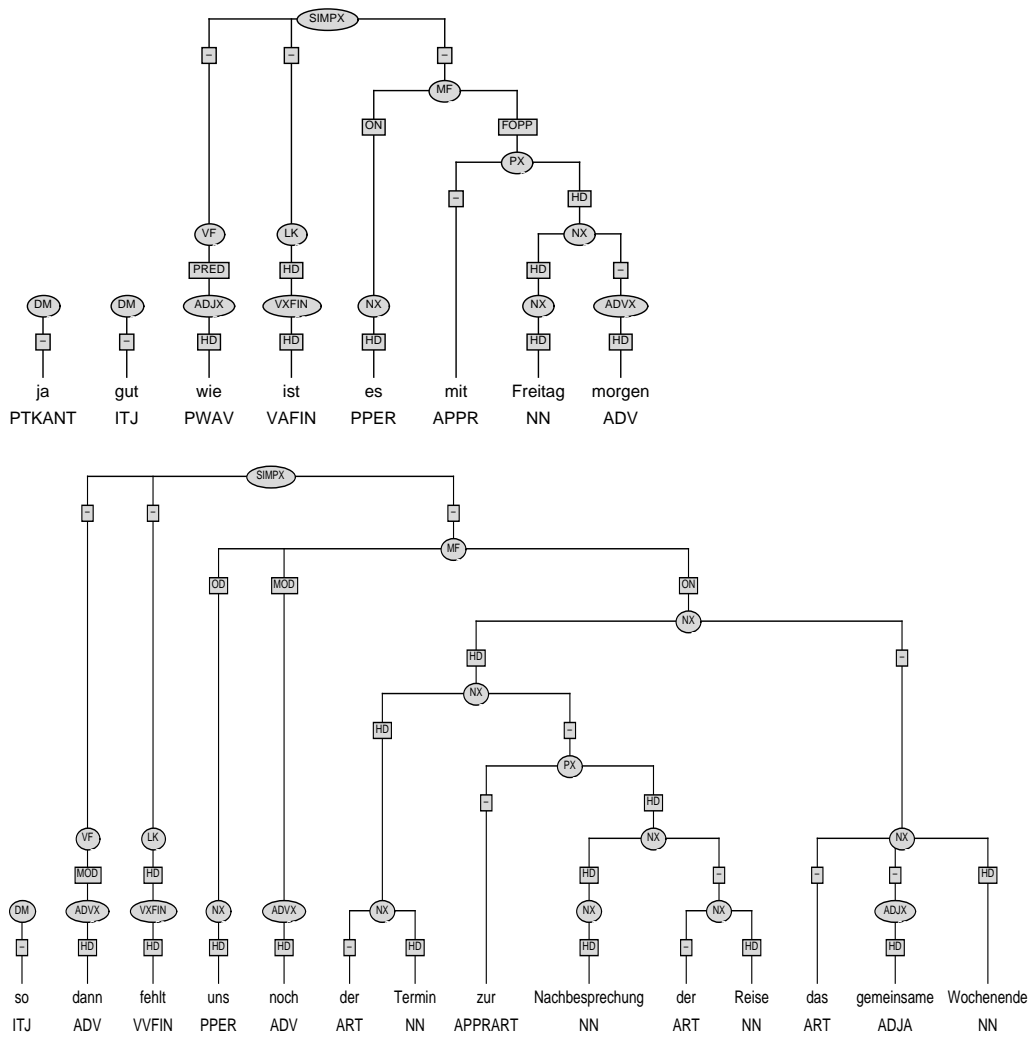 SIMPX
– – –
MF
ON FOPP
PX
– HD
VF LK NX
PRED HD HD –
DM DM ADJX VXFIN NX NX ADVX
– – HD HD HD HD HD
ja gut wie ist es mit Freitag morgen
PTKANT ITJ PWAV VAFIN PPER APPR NN ADV
SIMPX
– – –
MF
OD MOD ON
NX
HD –
NX
HD –
PX
– HD
VF LK NX NX
MOD HD HD – – – HD
DM ADVX VXFIN NX ADVX NX NX NX ADJX
– HD HD HD HD – HD HD – HD HD
so dann fehlt uns noch der Termin zur Nachbesprechung der Reise das gemeinsame Wochenende
ITJ ADV VVFIN PPER ADV ART NN APPRART NN ART NN ART ADJA NN